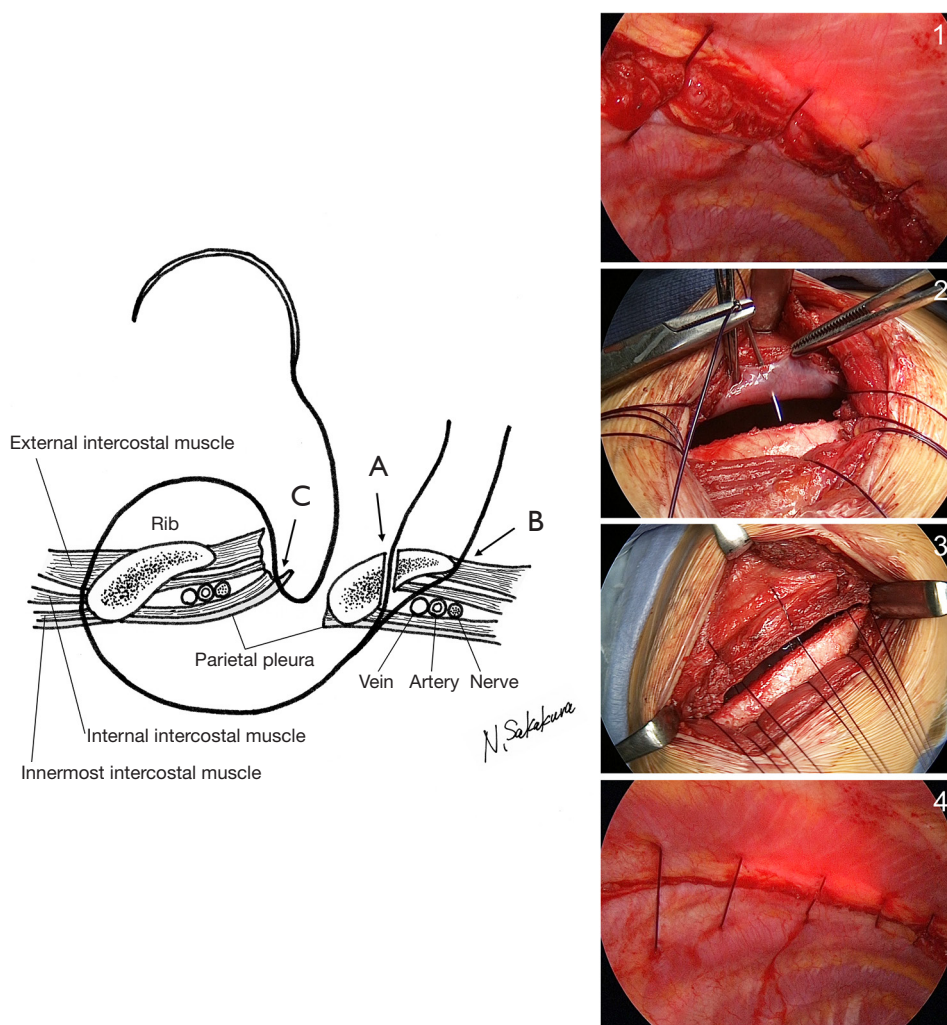 External intercostal muscle
Rib
C
A
B
Parietal pleura
Vein
Artery
Nerve
Internal intercostal muscle
Innermost intercostal muscle
N. Sakakura
1
2
3
4